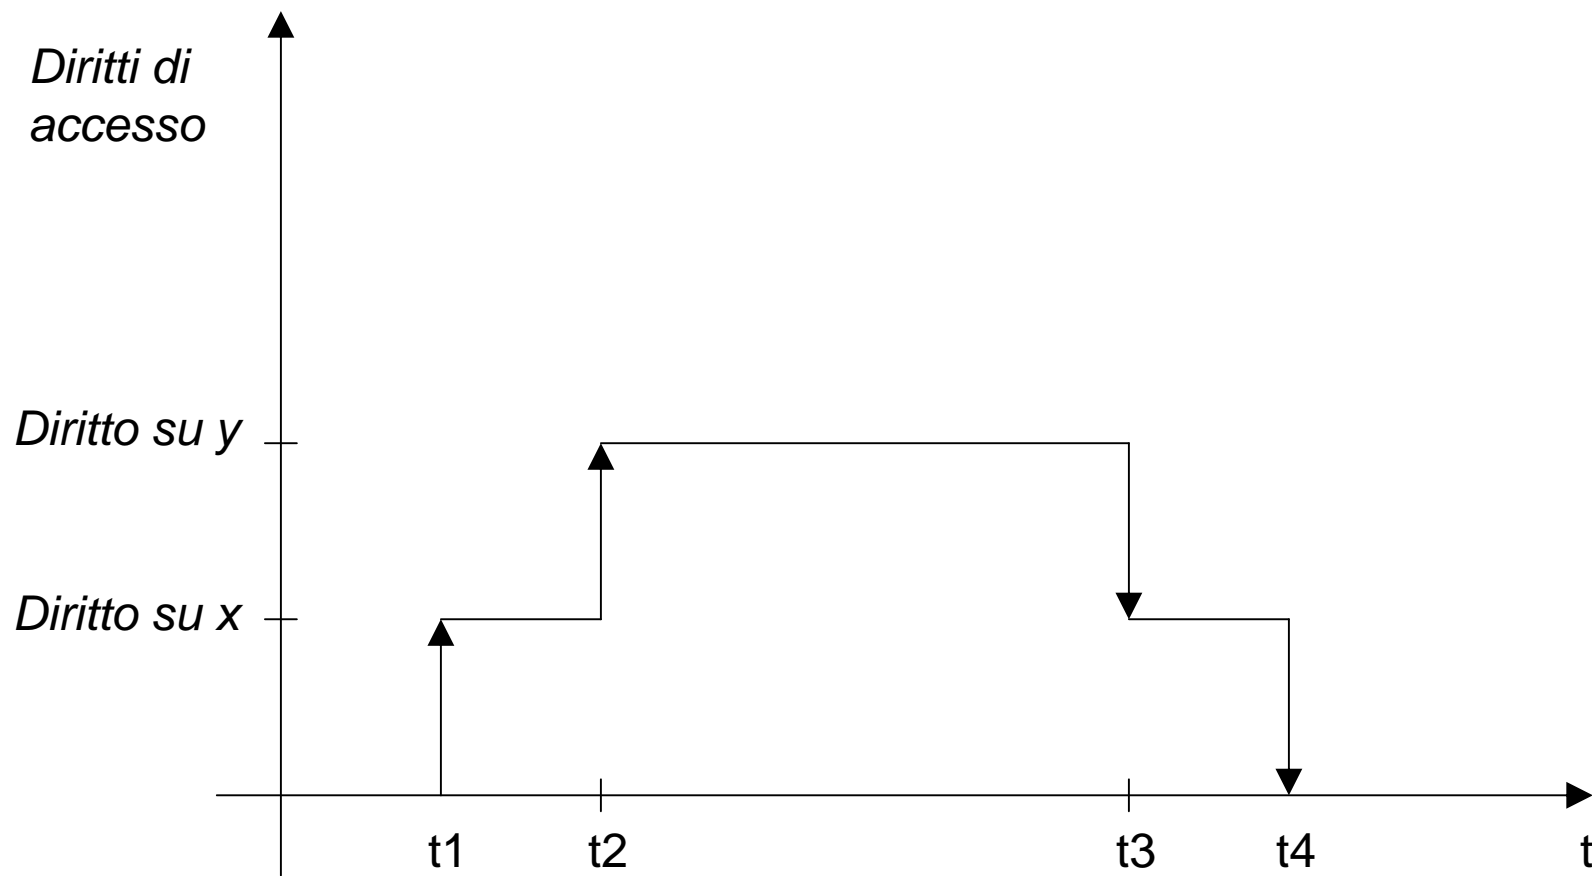 Diritti di
accesso
Diritto su y
Diritto su x
t1 t2 t3 t4 t